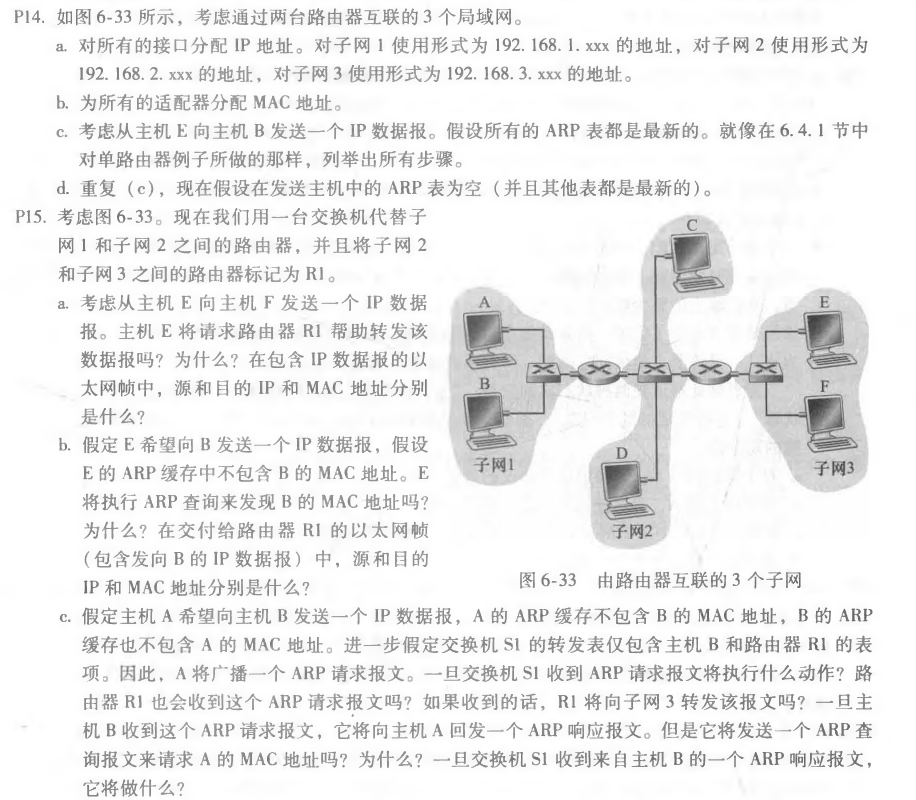 P14. 如图 6-33 所示，考虑通过两台路由器互联的 3 个局域网。
a. 对所有的接口分配 IP 地址。对子网 1 使用形式为 192. 168. 1. xxx 的地址，对子网 2 使用形式为
192. 168. 2. xxx 的地址，对子网 3 使用形式为 192. 168. 3. xxx 的地址。
b. 为所有的适配器分配 MAC 地址。
c. 考虑从主机 E 向主机 B 发送一个 IP 数据报。假设所有的 ARP 表都是最新的。就像在 6. 4. 1 节中
对单路由器例子所做的那样，列举出所有步骤。
d. 重复（c），现在假设在发送主机中的 ARP 表为空（并且其他表都是最新的）。
P15. 考虑图 6-33。现在我们用一台交换机代替子
网 1 和子网 2 之间的路由器，并且将子网 2
和子网 3 之间的路由器标记为 R1。
a. 考虑从主机 E 向主机 F 发送一个 IP 数据
报。主机 E 将请求路由器 R1 帮助转发该
数据报吗？为什么？在包含 IP 数据报的以
太网帧中，源和目的 IP 和 MAC 地址分别
是什么？
b. 假定 E 希望向 B 发送一个 IP 数据报，假设
E 的 ARP 缓存中不包含 B 的 MAC 地址。E
将执行 ARP 查询来发现 B 的 MAC 地址吗？
为什么？在交付给路由器 R1 的以太网帧
（包含发向 B 的 IP 数据报）中，源和目的
IP 和 MAC 地址分别是什么？
C
A
E
B
F
D
子网1
子网3
子网2
图 6-33 由路由器互联的 3 个子网
c. 假定主机 A 希望向主机 B 发送一个 IP 数据报，A 的 ARP 缓存不包含 B 的 MAC 地址，B 的 ARP
缓存也不包含 A 的 MAC 地址。进一步假定交换机 S1 的转发表仅包含主机 B 和路由器 R1 的表
项。因此，A 将广播一个 ARP 请求报文。一旦交换机 S1 收到 ARP 请求报文将执行什么动作？路
由器 R1 也会收到这个 ARP 请求报文吗？如果收到的话，R1 将向子网 3 转发该报文吗？一旦主
机 B 收到这个 ARP 请求报文，它将向主机 A 回发一个 ARP 响应报文。但是它将发送一个 ARP 查
询报文来请求 A 的 MAC 地址吗？为什么？一旦交换机 S1 收到来自主机 B 的一个 ARP 响应报文，
它将做什么？